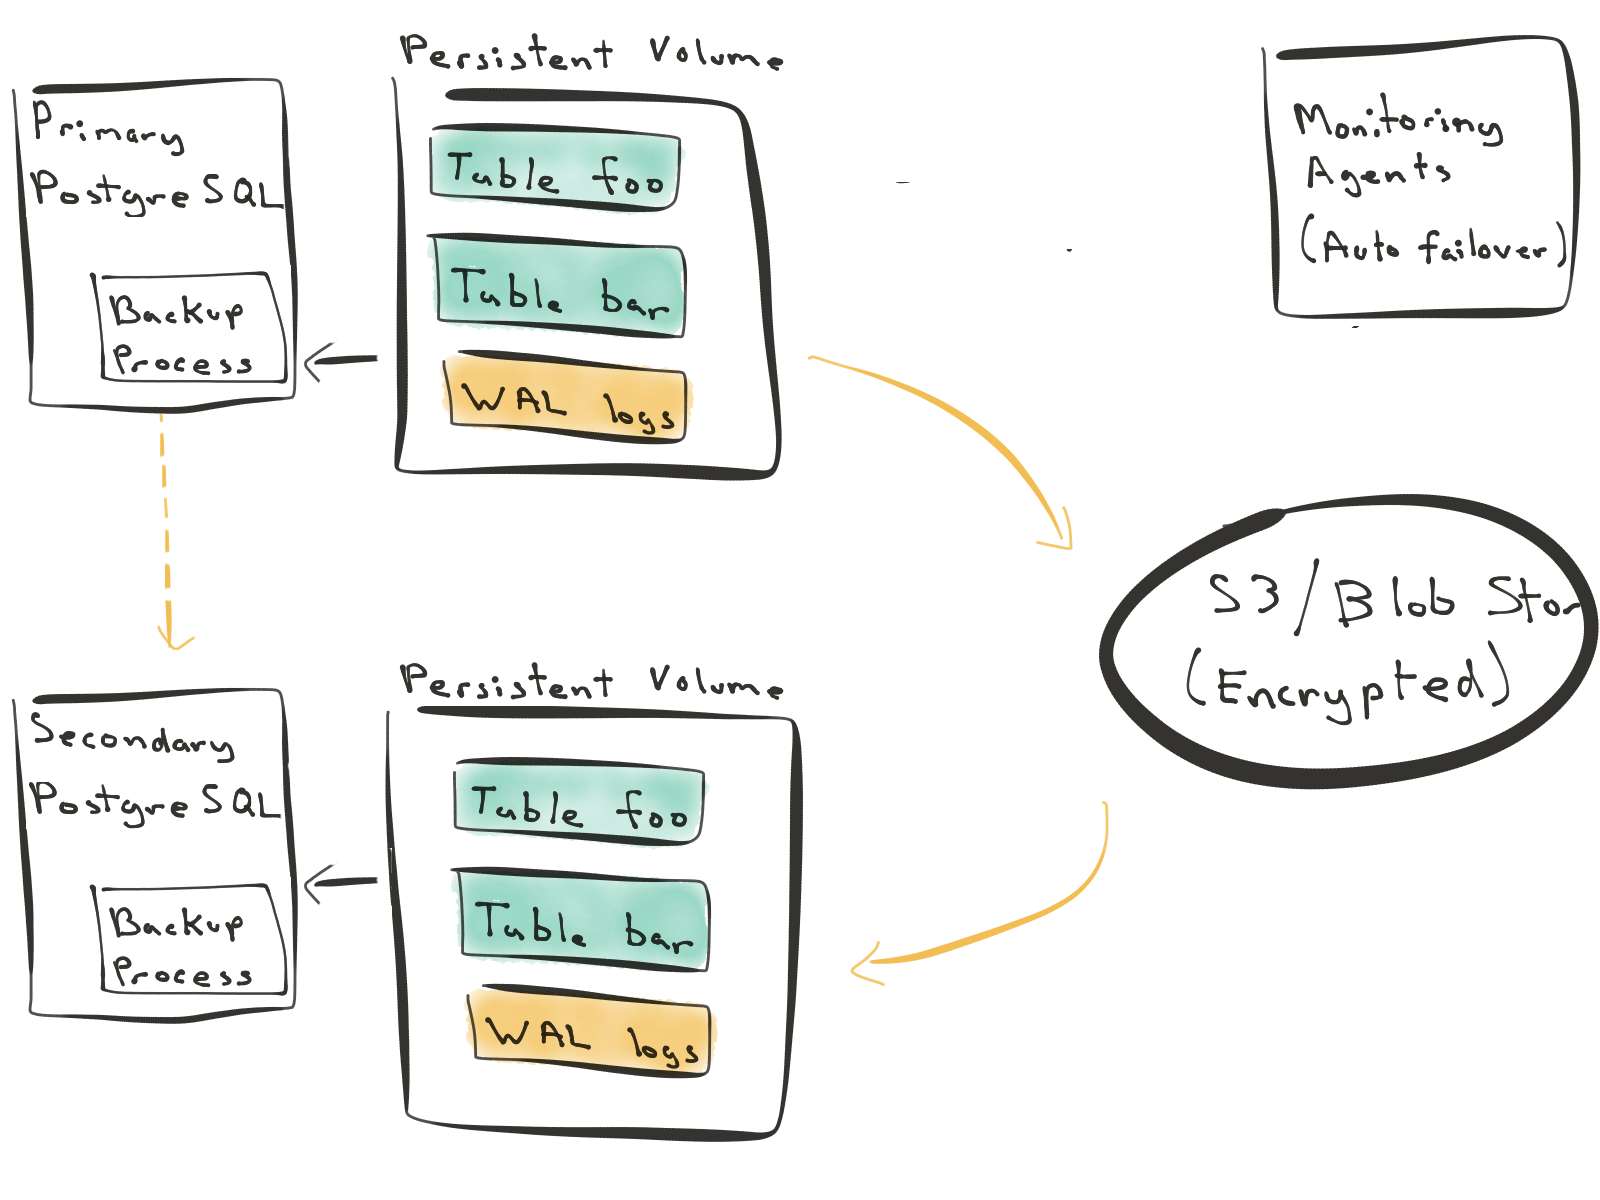 Persistent Volume
Primary
PostgreSQL
Backup
Process
Table foo
Table bar
WAL logs
Monitoring
Agents
(Auto failover)
S3/Blob Stor
(Encrypted)
Persistent Volume
Secondary
PostgreSQL
Backup
Process
Table foo
Table bar
WAL logs